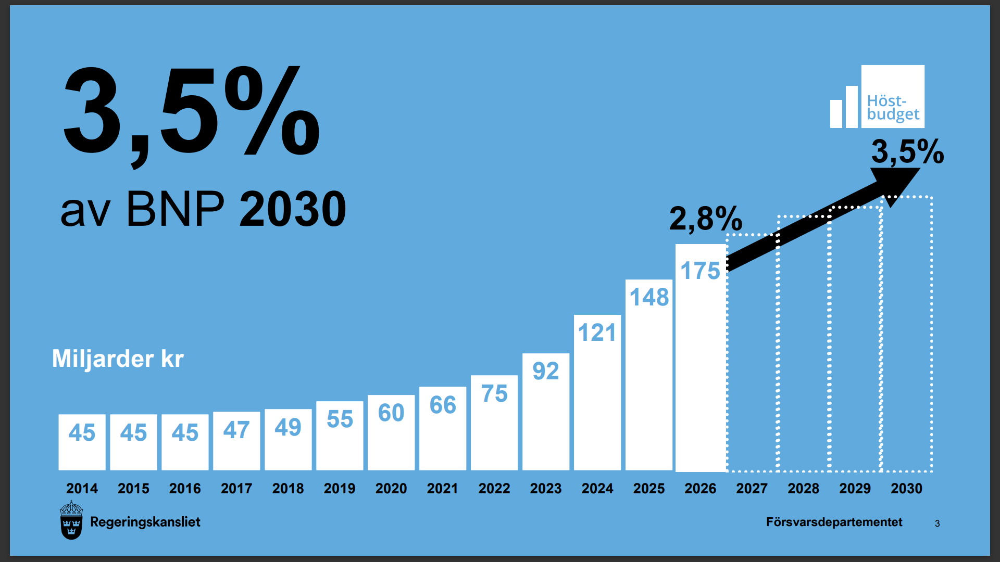 3,5%
av BNP 2030
Höst-
budget
3,5%
2,8%
Miljarder kr
45 45 45 47 49 55 60 66 75 92 121 148 175
2014 2015 2016 2017 2018 2019 2020 2021 2022 2023 2024 2025 2026 2027 2028 2029 2030
Regeringskansliet
Försvarsdepartementet 3